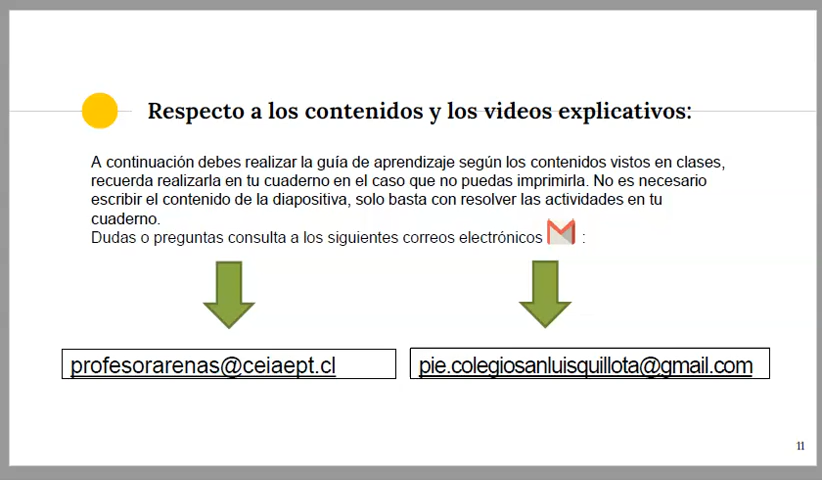 Respecto a los contenidos y los videos explicativos:
A continuación debes realizar la guía de aprendizaje según los contenidos vistos en clases,
recuerda realizarla en tu cuaderno en el caso que no puedas imprimirla. No es necesario
escribir el contenido de la diapositiva, solo basta con resolver las actividades en tu
cuaderno.
Dudas o preguntas consulta a los siguientes correos electrónicos :
profesorarenas@ceiaept.cl
pie.colegiosanluisquillota@gmail.com
11